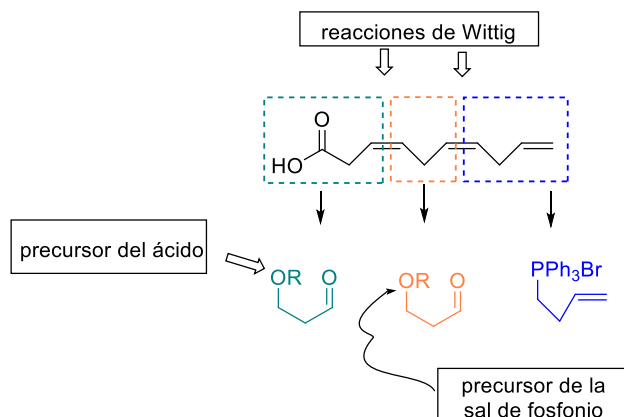 reacciones de Wittig
O
HO
precursor del ácido
OR
O
OR
O
PPh3Br
precursor de la
sal de fosfonio